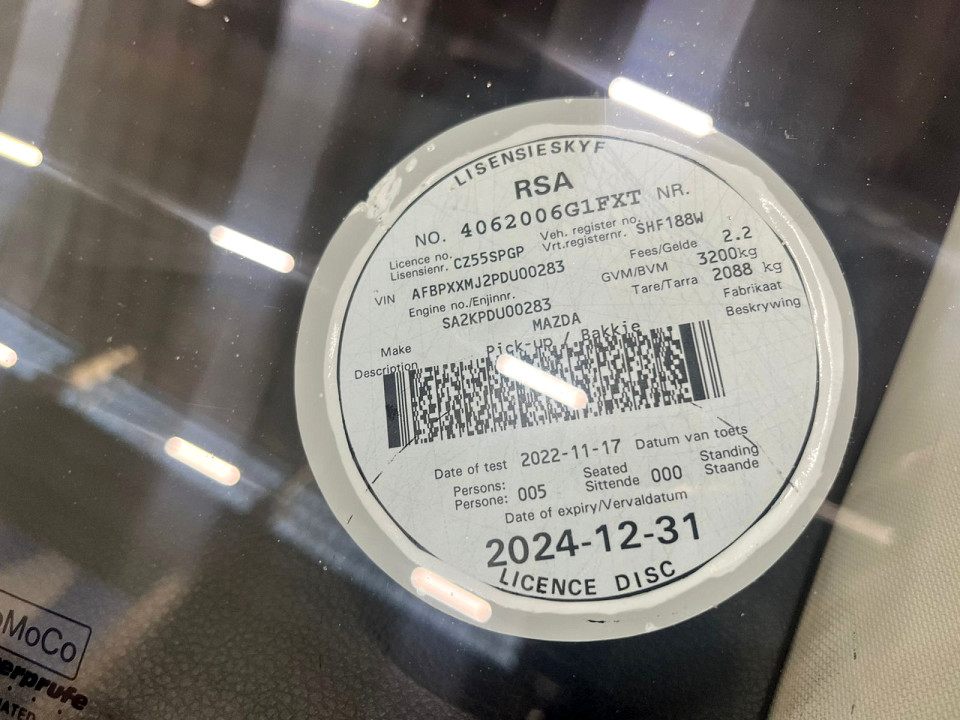 LISENSIESKYF
RSA
NO. 4062006G1FXT NR.
Licence no. CZ55SPGP Veh. register no. SHF188W
Lisensienr. Vrt.registernr.
VIN AFBPXXMJ2PDU00283 Fees/Gelde 2.2
Engine no./Enjinnr. GVM/BVM 3200kg
SA2KPDU00283 Tare/Tarra 2088 kg
Make MAZDA Fabrikaat
Description Pick-up / Bakkie Beskrywing
Date of test 2022-11-17 Datum van toets
Persons: 005 Seated 000 Standing
Persone: Sittende Staande
Date of expiry/Vervaldatum
2024-12-31
LICENCE DISC
MoCo